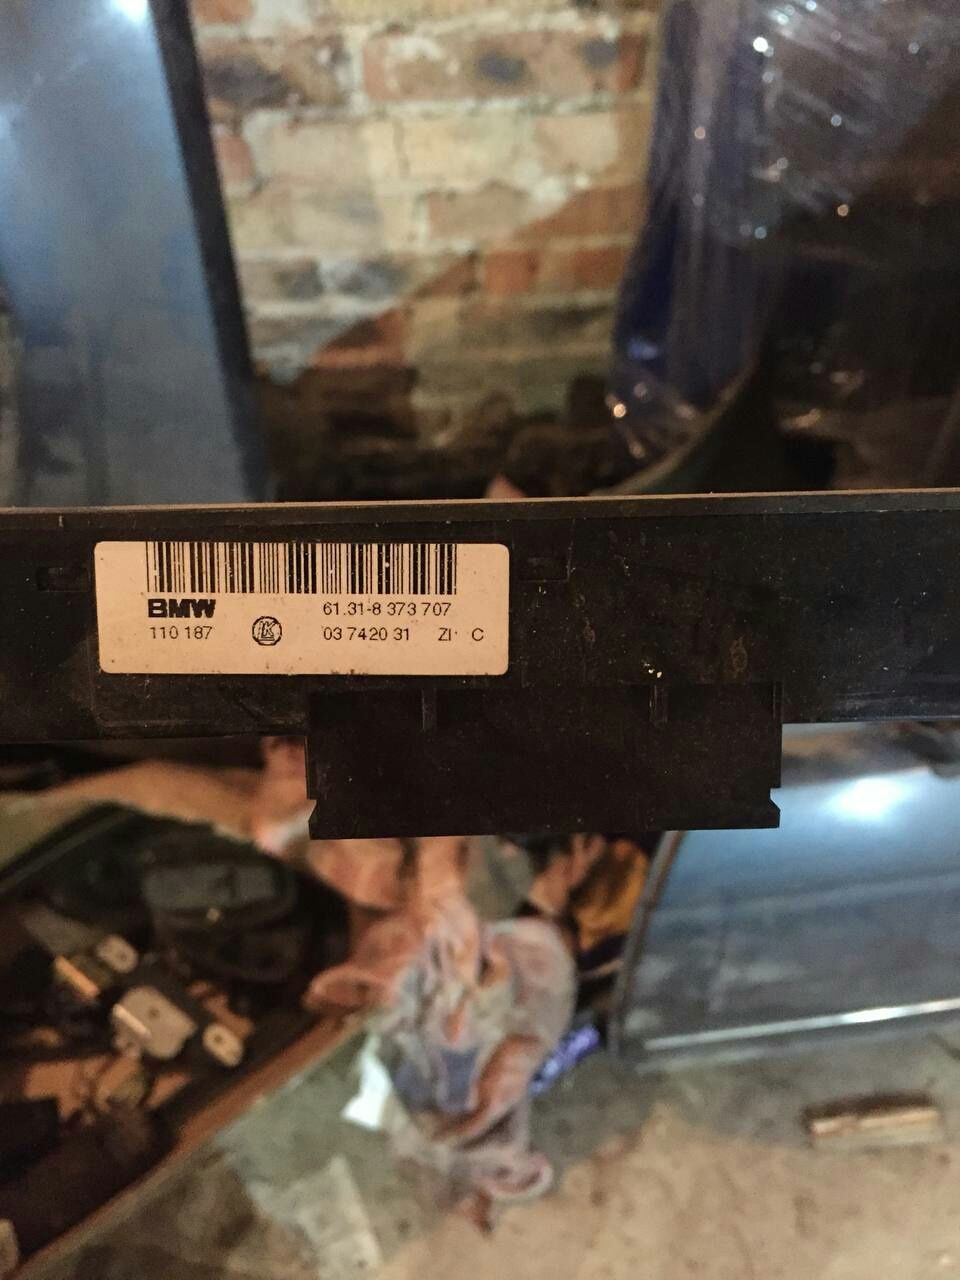 BMW 61.31-8 373 707
110 187 K 03 7420 31 ZI C